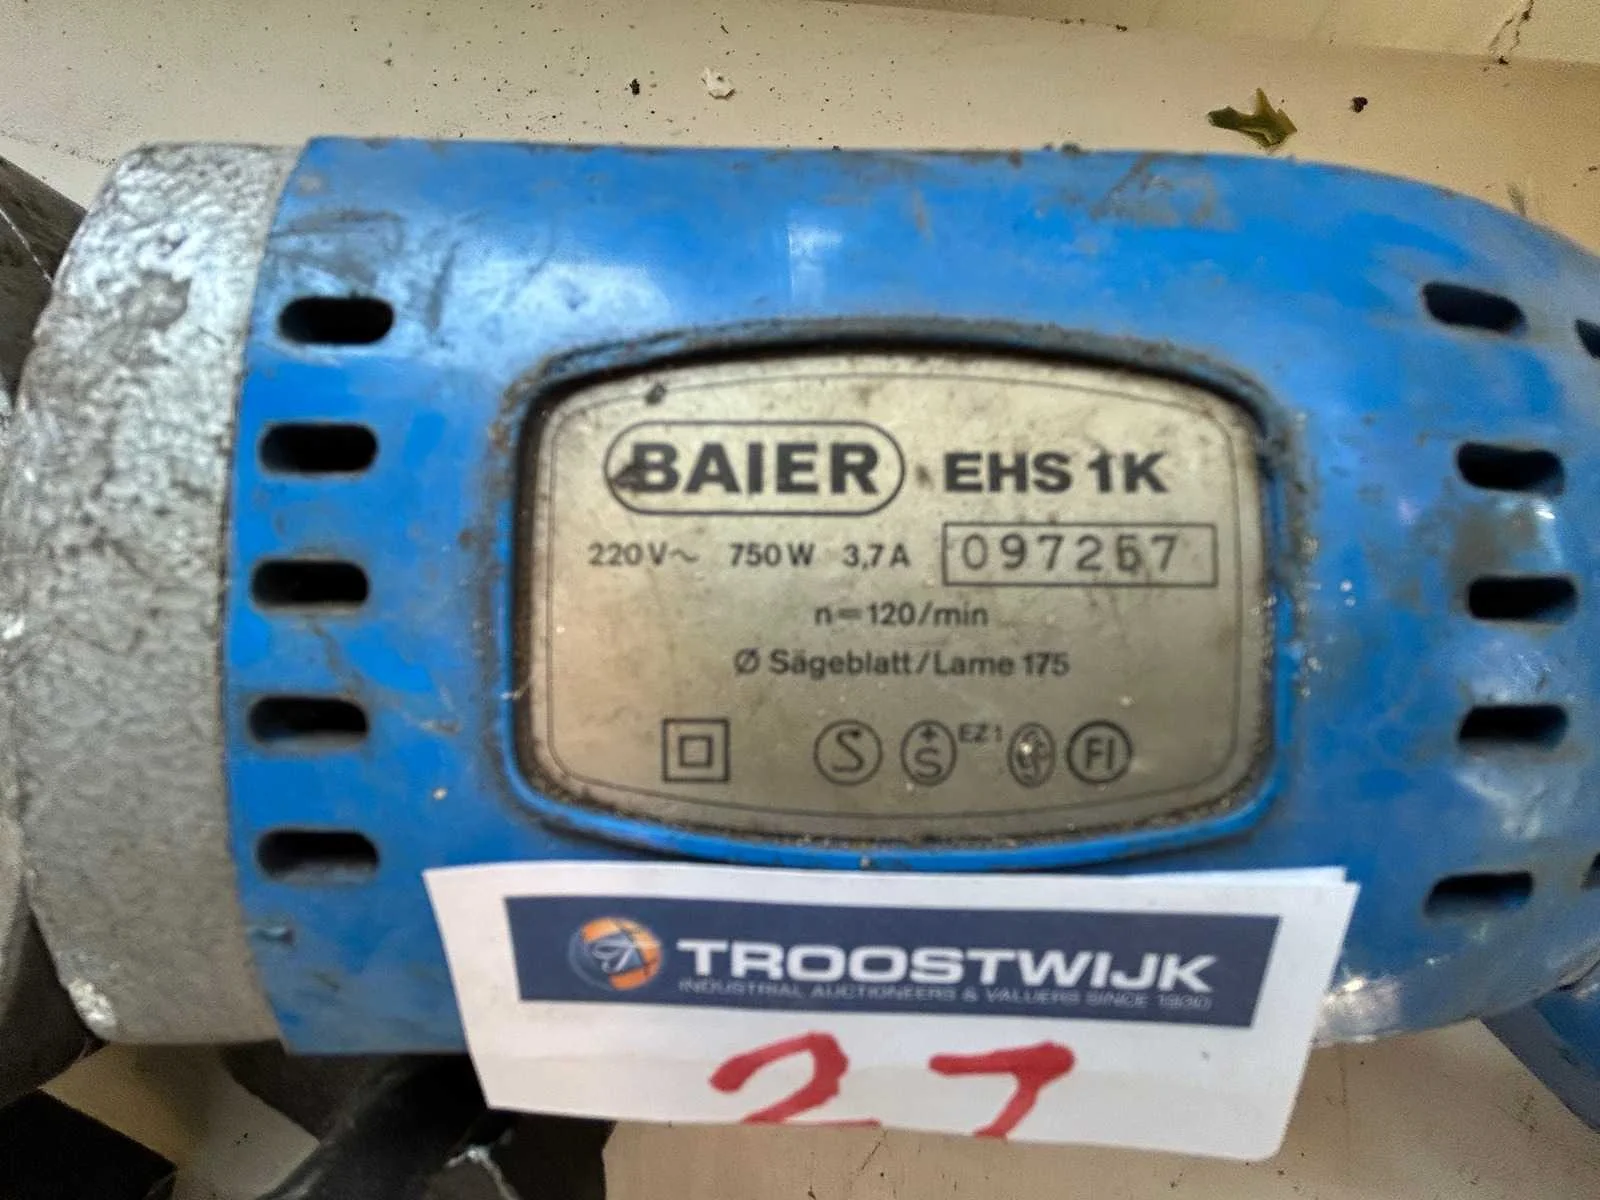 BAIER EHS 1K
220V~ 750W 3,7A 097257
n=120/min
Ø Sägeblatt/Lame 175
S +S EZ1 FI
TROOSTWIJK
INDUSTRIAL AUCTIONEERS & VALUERS SINCE 1930
27